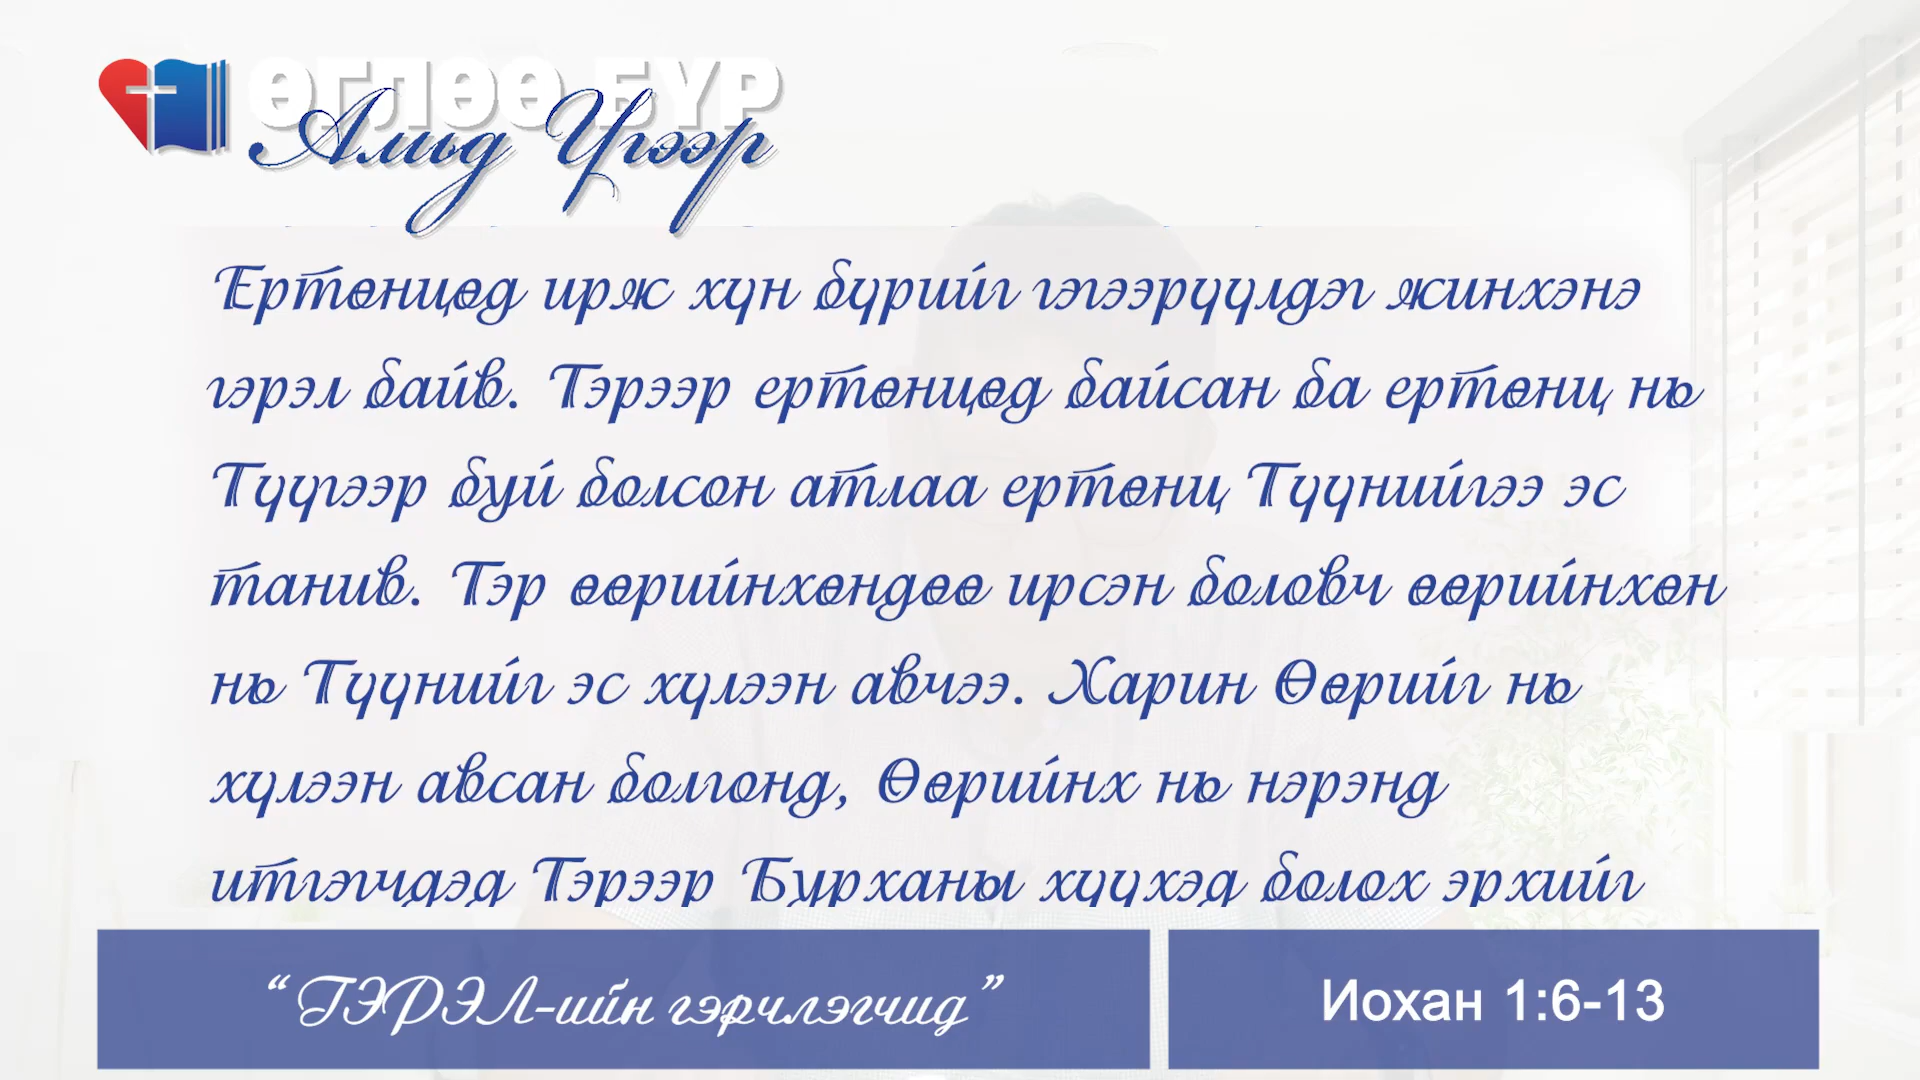 ӨГЛӨӨ БҮР
Амьд Үгээр
Ертөнцөд ирж хүн бүрийг гэгээрүүлдэг жинхэнэ
гэрэл байв. Тэрээр ертөнцөд байсан ба ертөнц нь
Түүгээр буй болсон атлаа ертөнц Түүнийгээ эс
танив. Тэр өөрийнхөндөө ирсэн боловч өөрийнхөн
нь Түүнийг эс хүлээн авчээ. Харин Өөрийг нь
хүлээн авсан болгонд, Өөрийнх нь нэрэнд
итгэгчдэд Тэрээр Бурханы хүүхэд болох эрхийг
“ГЭРЭЛ-ийн гэрчлэгчид”
Иохан 1:6-13